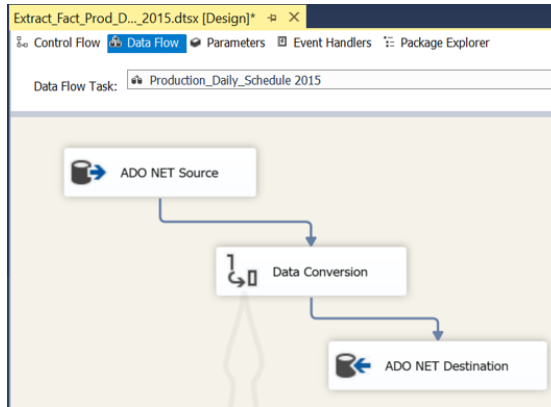 Extract_Fact_Prod_D..._2015.dtsx [Design]*
Control Flow Data Flow Parameters Event Handlers Package Explorer
Data Flow Task: Production_Daily_Schedule 2015
ADO NET Source
Data Conversion
ADO NET Destination